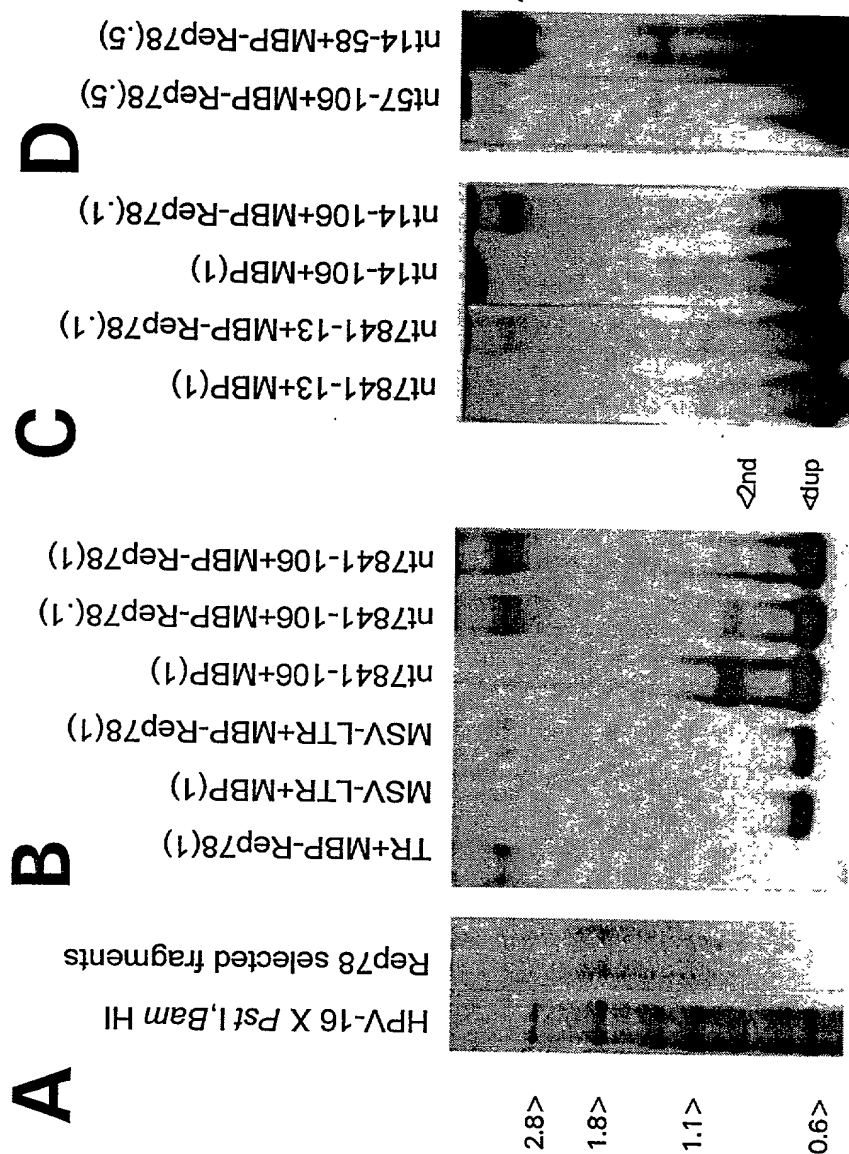 A
HPV-16 X Pst I,Bam HI
Rep78 selected fragments
2.8>
1.8>
1.1>
0.6>
B
TR+MBP-Rep78(1)
MSV-LTR+MBP(1)
MSV-LTR+MBP-Rep78(1)
nt7841-106+MBP(1)
nt7841-106+MBP-Rep78(.1)
nt7841-106+MBP-Rep78(1)
<2nd
<dup
C
nt7841-13+MBP(1)
nt7841-13+MBP-Rep78(.1)
nt14-106+MBP(1)
nt14-106+MBP-Rep78(.1)
D
nt57-106+MBP-Rep78(.5)
nt14-58+MBP-Rep78(.5)